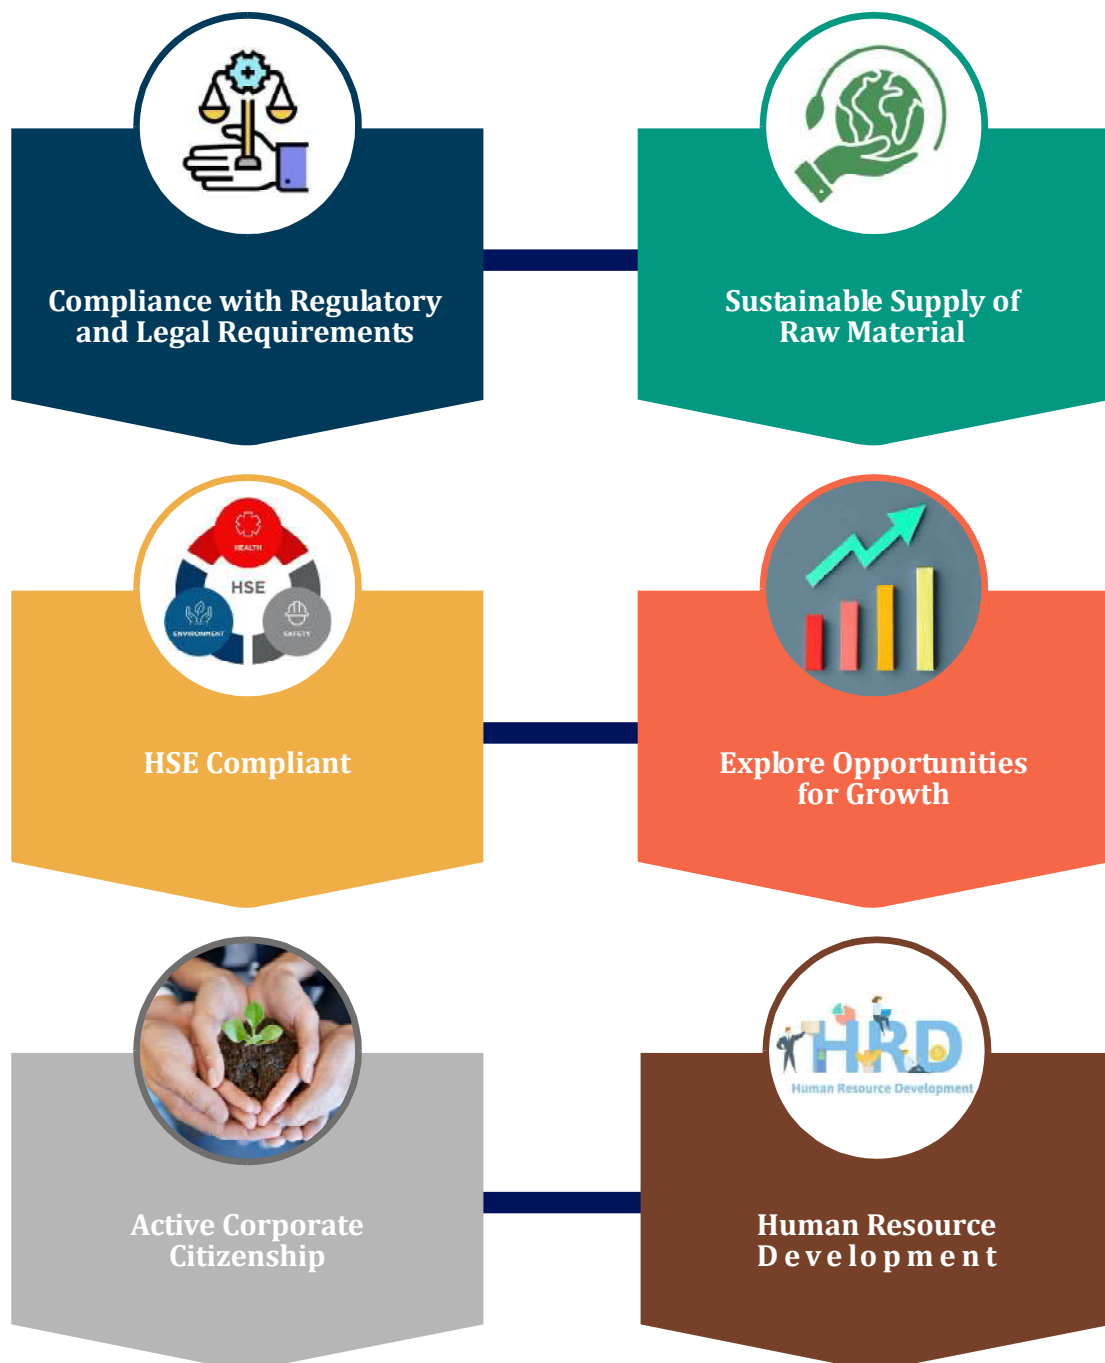 Compliance with Regulatory
and Legal Requirements
Sustainable Supply of
Raw Material
HEALTH
HSE
ENVIRONMENT
SAFETY
HSE Compliant
Explore Opportunities
for Growth
Active Corporate
Citizenship
HRD
Human Resource Development
Human Resource
Development